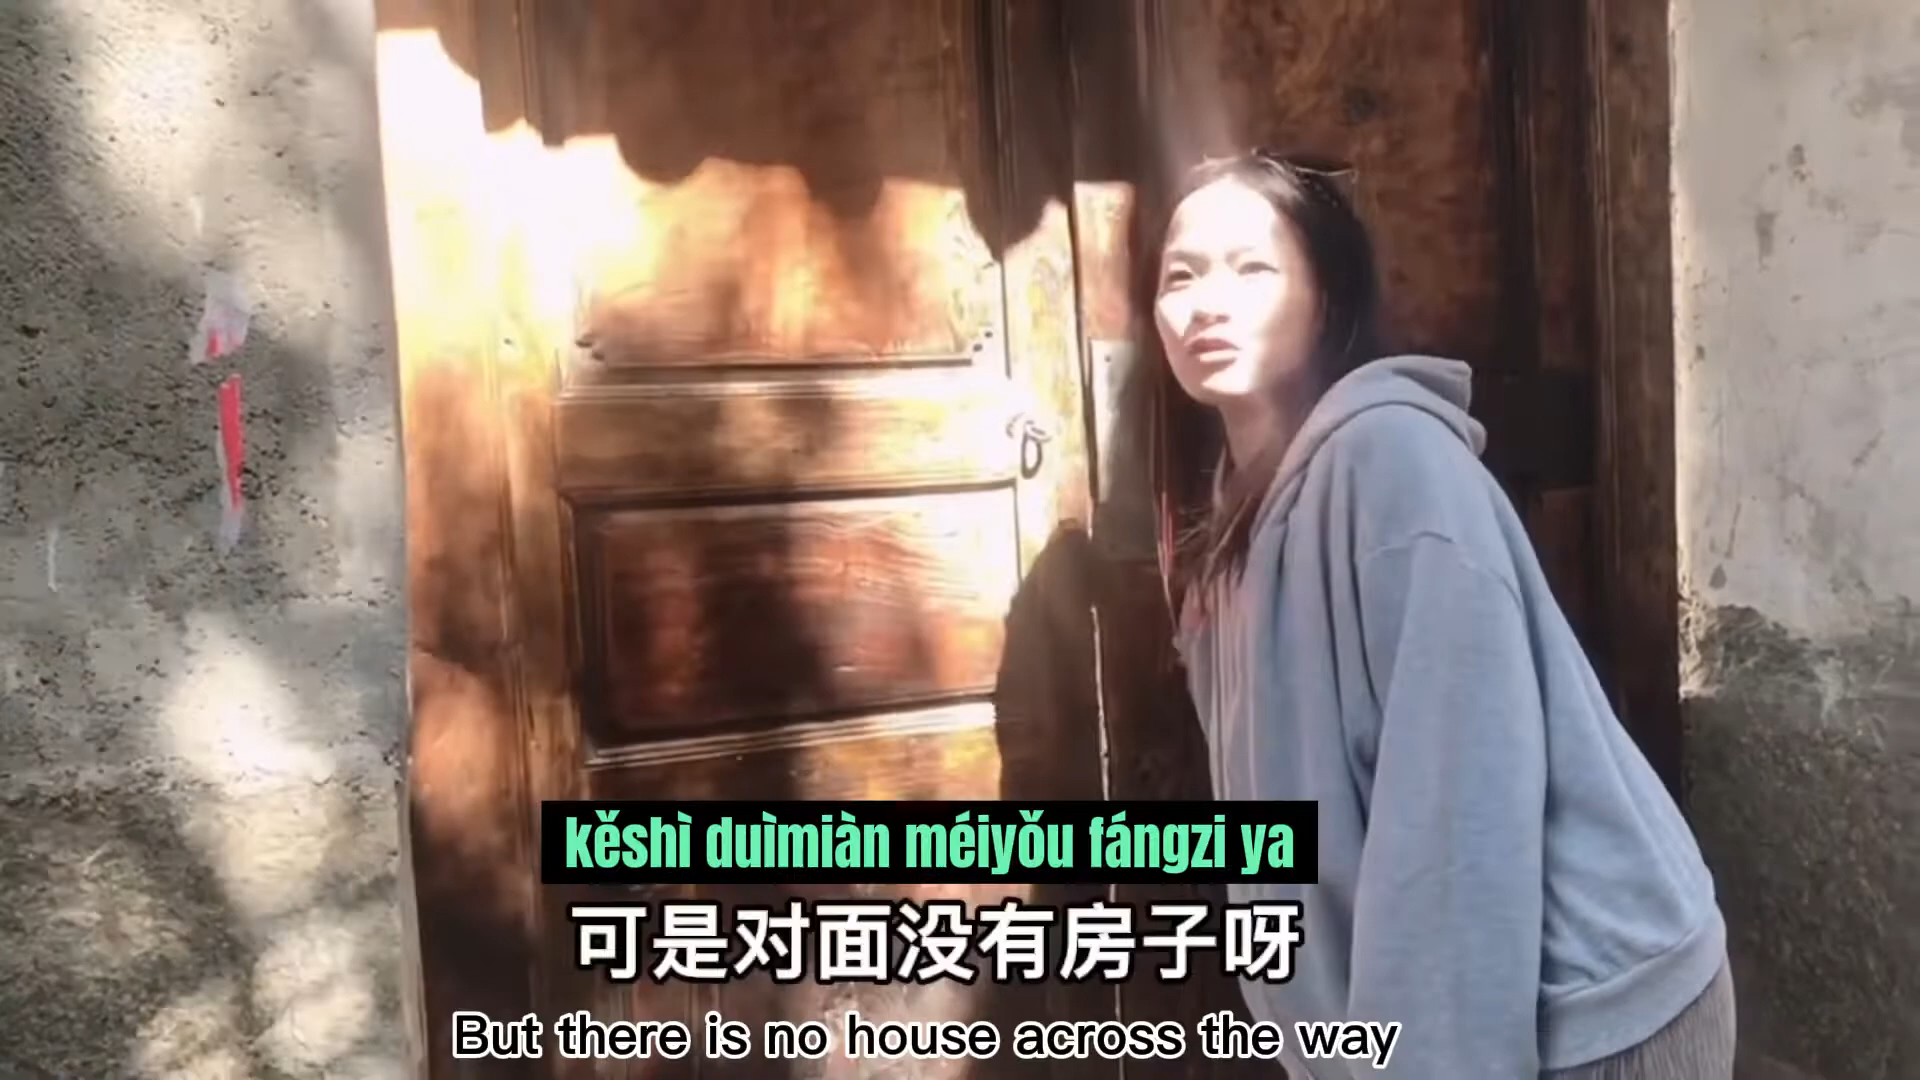 kěshì duìmiàn méiyǒu fángzi ya
可是对面没有房子呀
But there is no house across the way